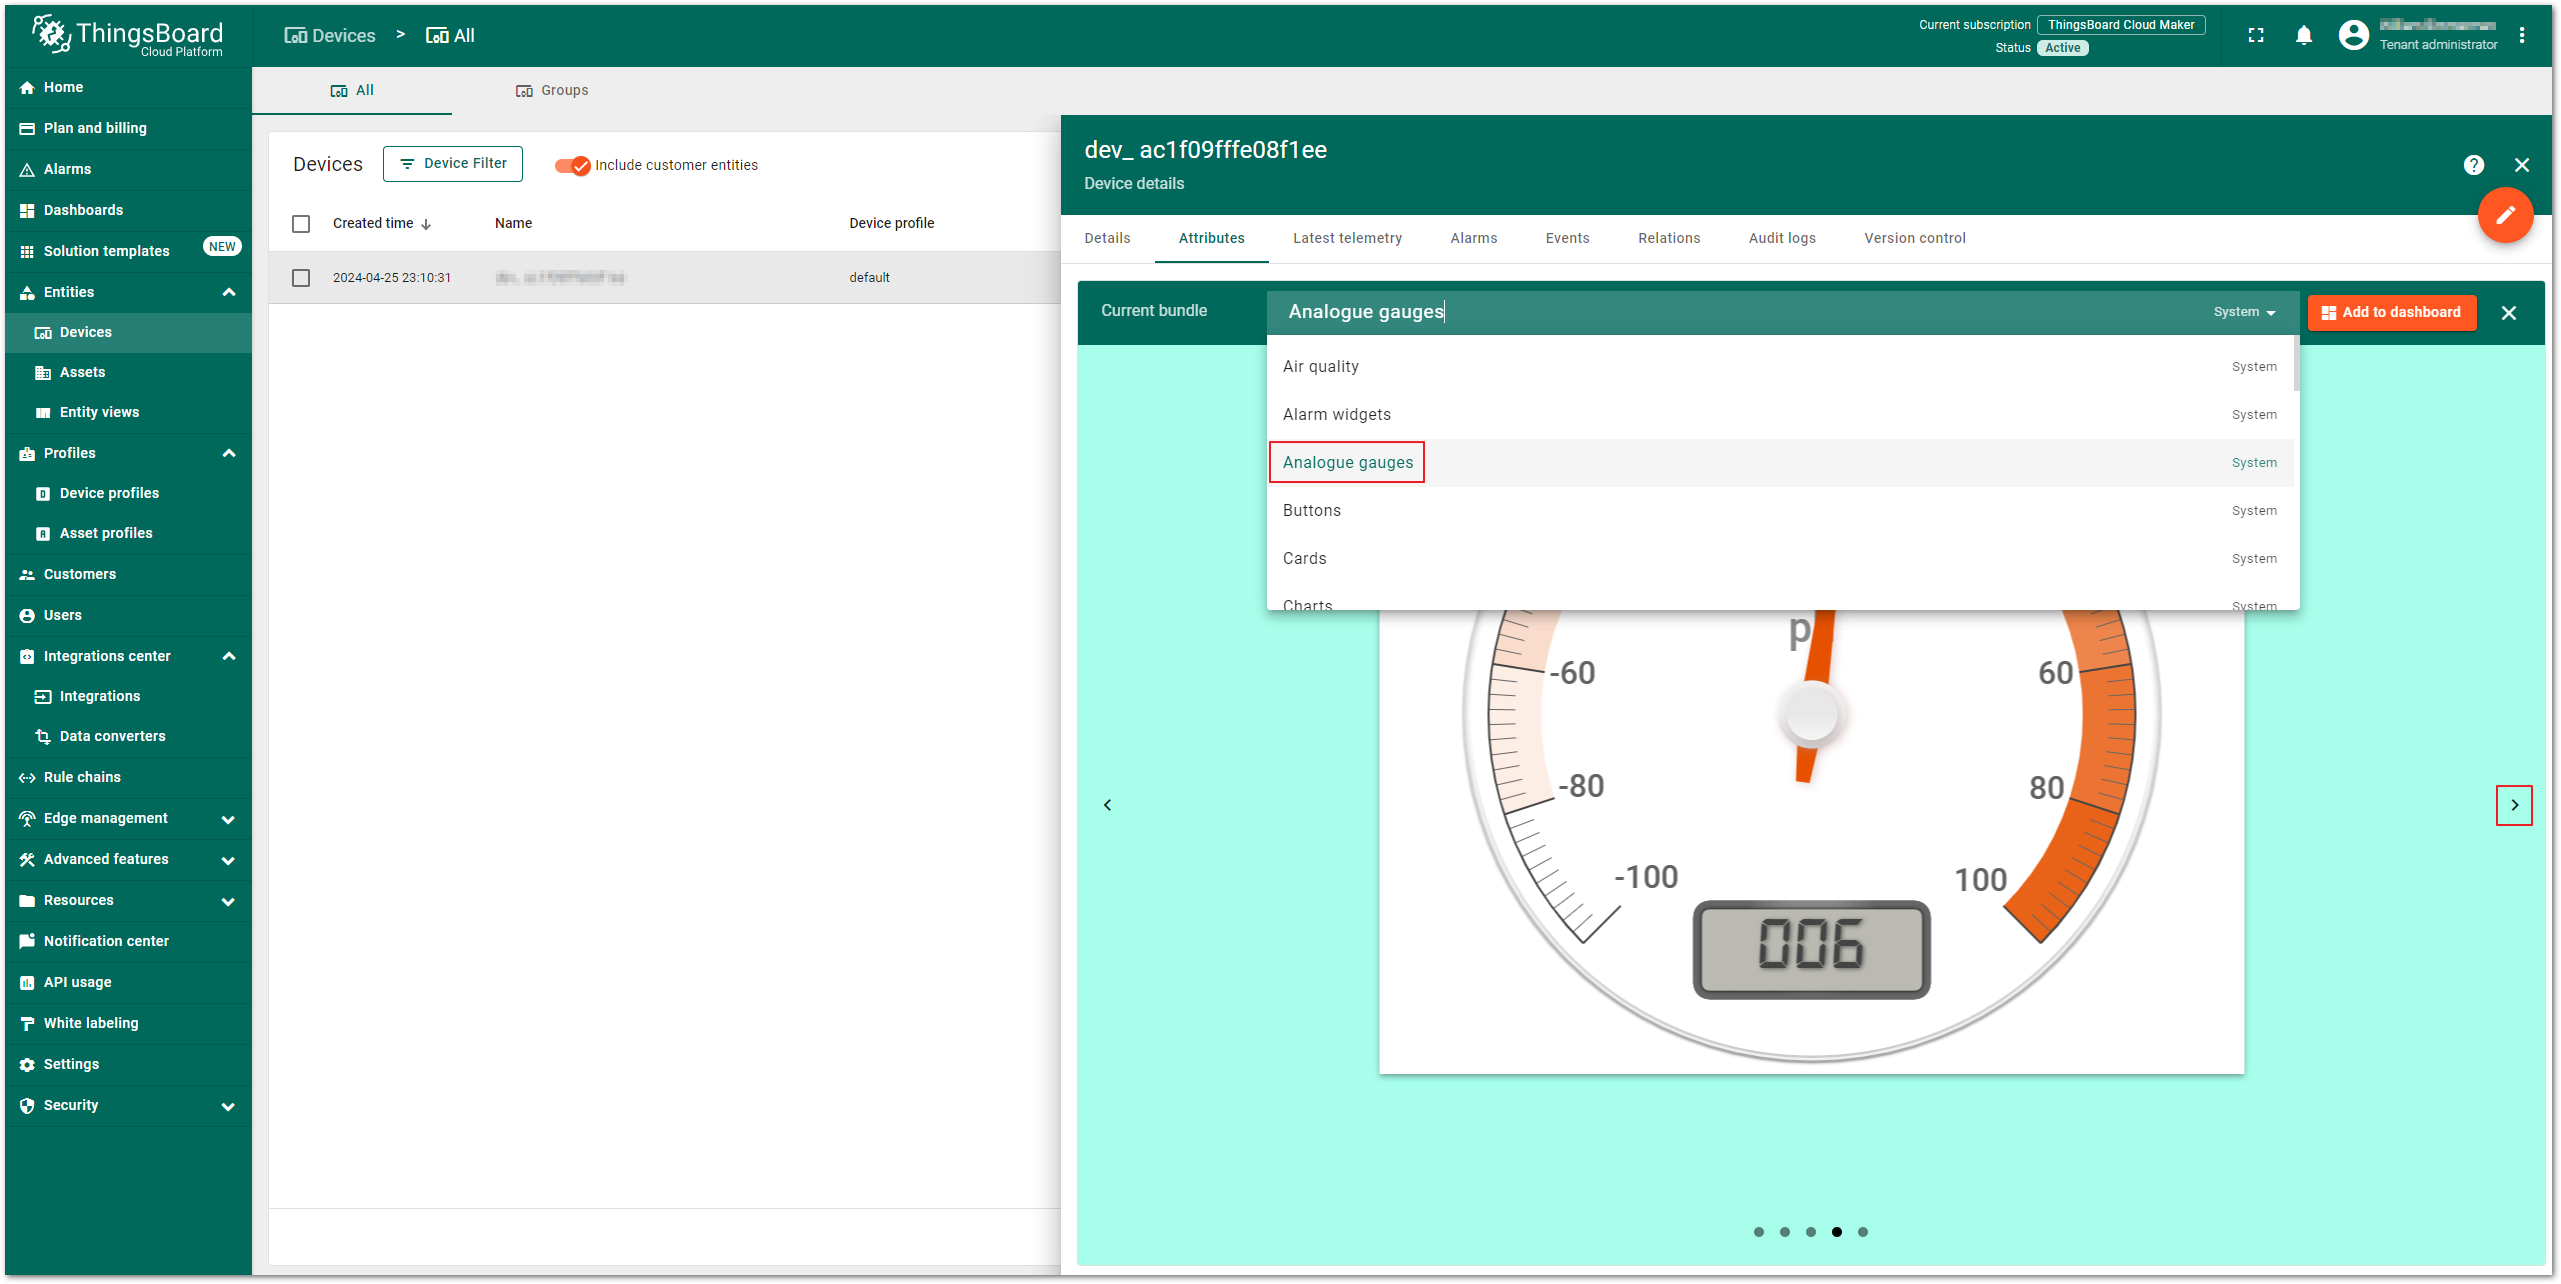 ThingsBoard
Cloud Platform
Devices > All
Current subscription ThingsBoard Cloud Maker
Status Active
Tenant administrator
Home
Plan and billing
Alarms
Dashboards
Solution templates NEW
Entities
Devices
Assets
Entity views
Profiles
Device profiles
Asset profiles
Customers
Users
Integrations center
Integrations
Data converters
Rule chains
Edge management
Advanced features
Resources
Notification center
API usage
White labeling
Settings
Security
All Groups
Devices Device Filter Include customer entities
Created time Name Device profile
2024-04-25 23:10:31 default
dev_ ac1f09fffe08f1ee
Device details
Details Attributes Latest telemetry Alarms Events Relations Audit logs Version control
Current bundle Analogue gauges System Add to dashboard
Air quality System
Alarm widgets System
Analogue gauges System
Buttons System
Cards System
Charts System
p
-60 60
-80 80
-100 100
006